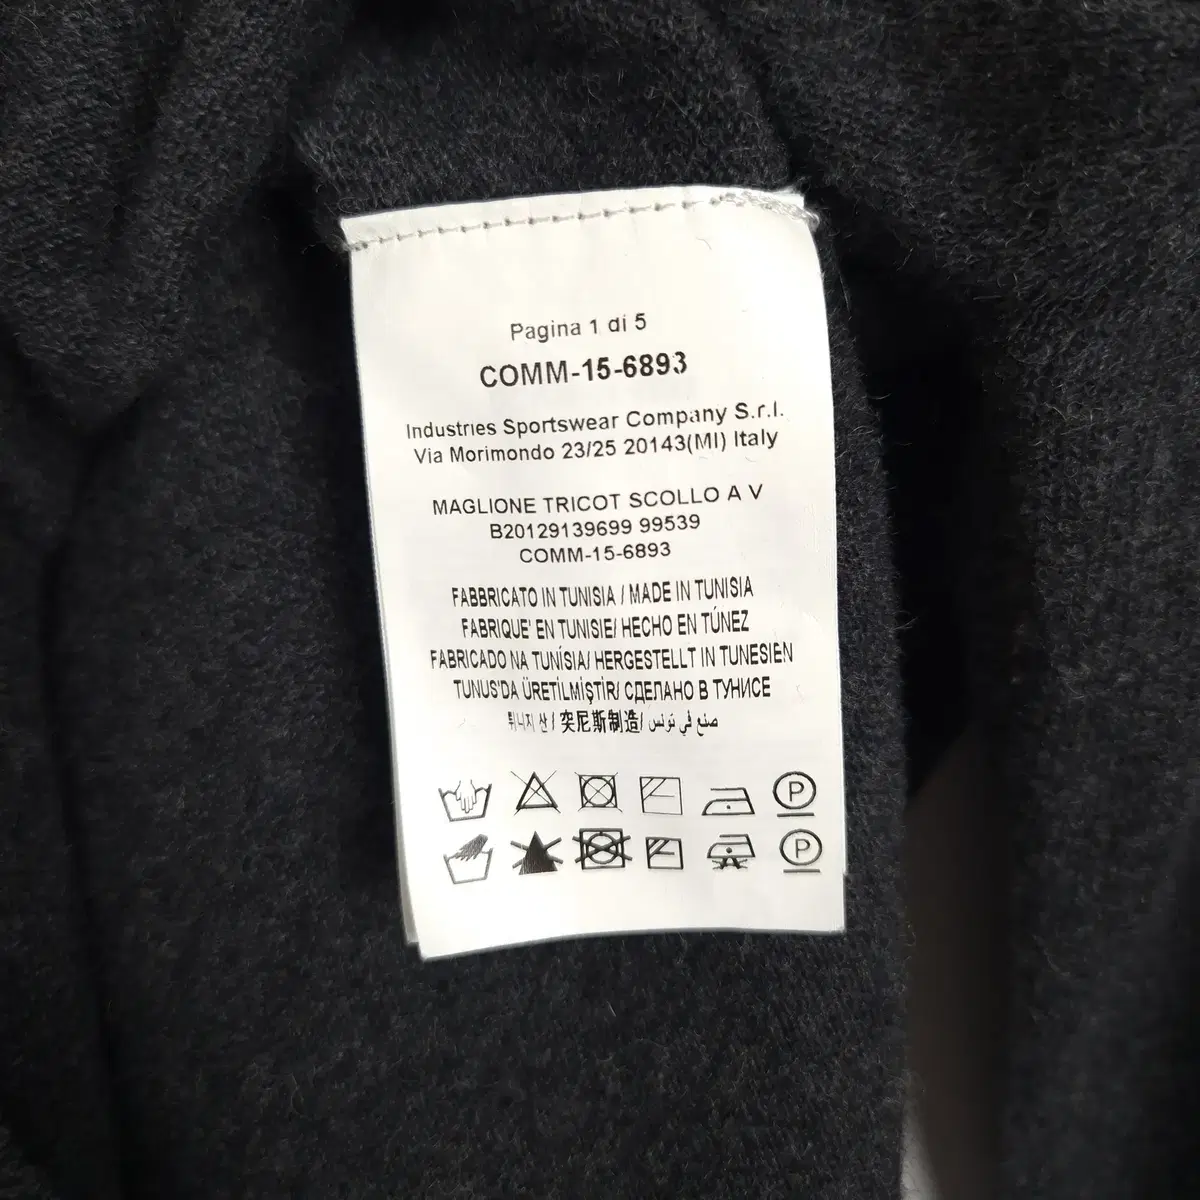 Pagina 1 di 5
COMM-15-6893
Industries Sportswear Company S.r.l.
Via Morimondo 23/25 20143(MI) Italy
MAGLIONE TRICOT SCOLLO A V
B20129139699 99539
COMM-15-6893
FABBRICATO IN TUNISIA / MADE IN TUNISIA
FABRIQUE' EN TUNISIE/ HECHO EN TÚNEZ
FABRICADO NA TUNÍSIA/ HERGESTELLT IN TUNESIEN
TUNUS'DA ÜRETİLMİŞTİR/ СДЕЛАНО В ТУНИСЕ
튀니지 산 / 突尼斯制造/ صنع في تونس
P
P